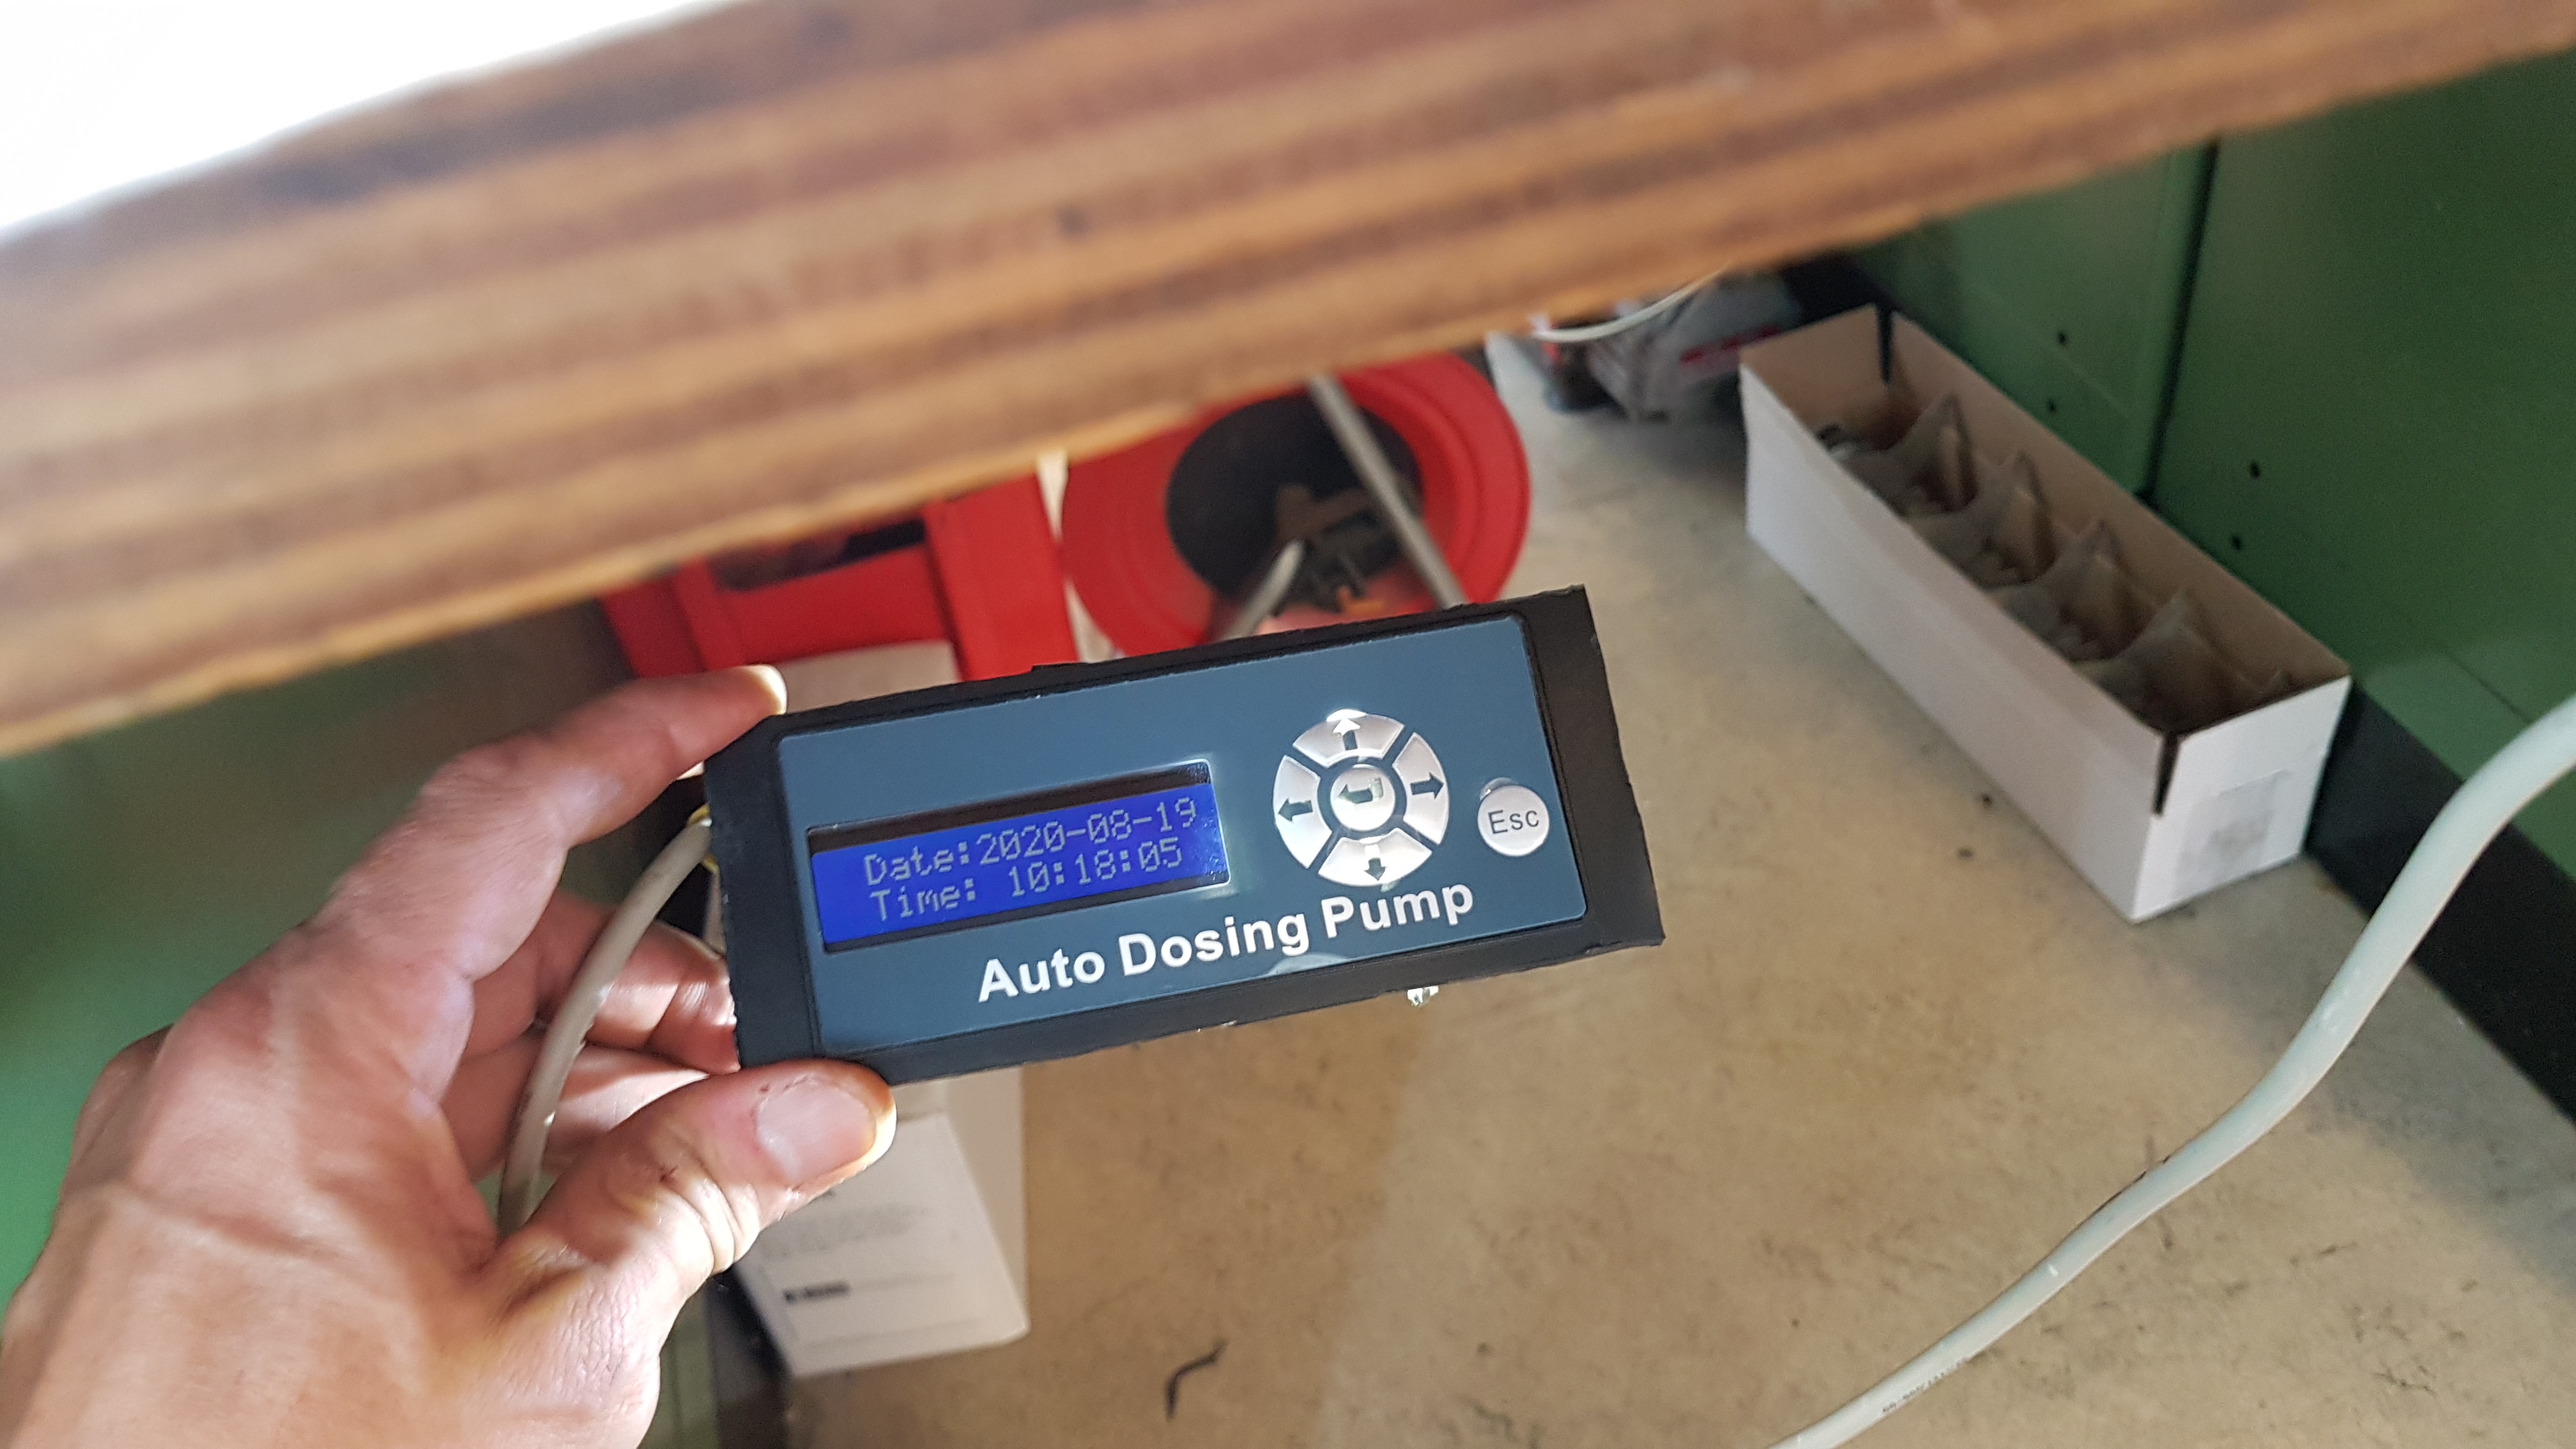 Date:2020-08-19
Time: 10:18:05
Esc
Auto Dosing Pump